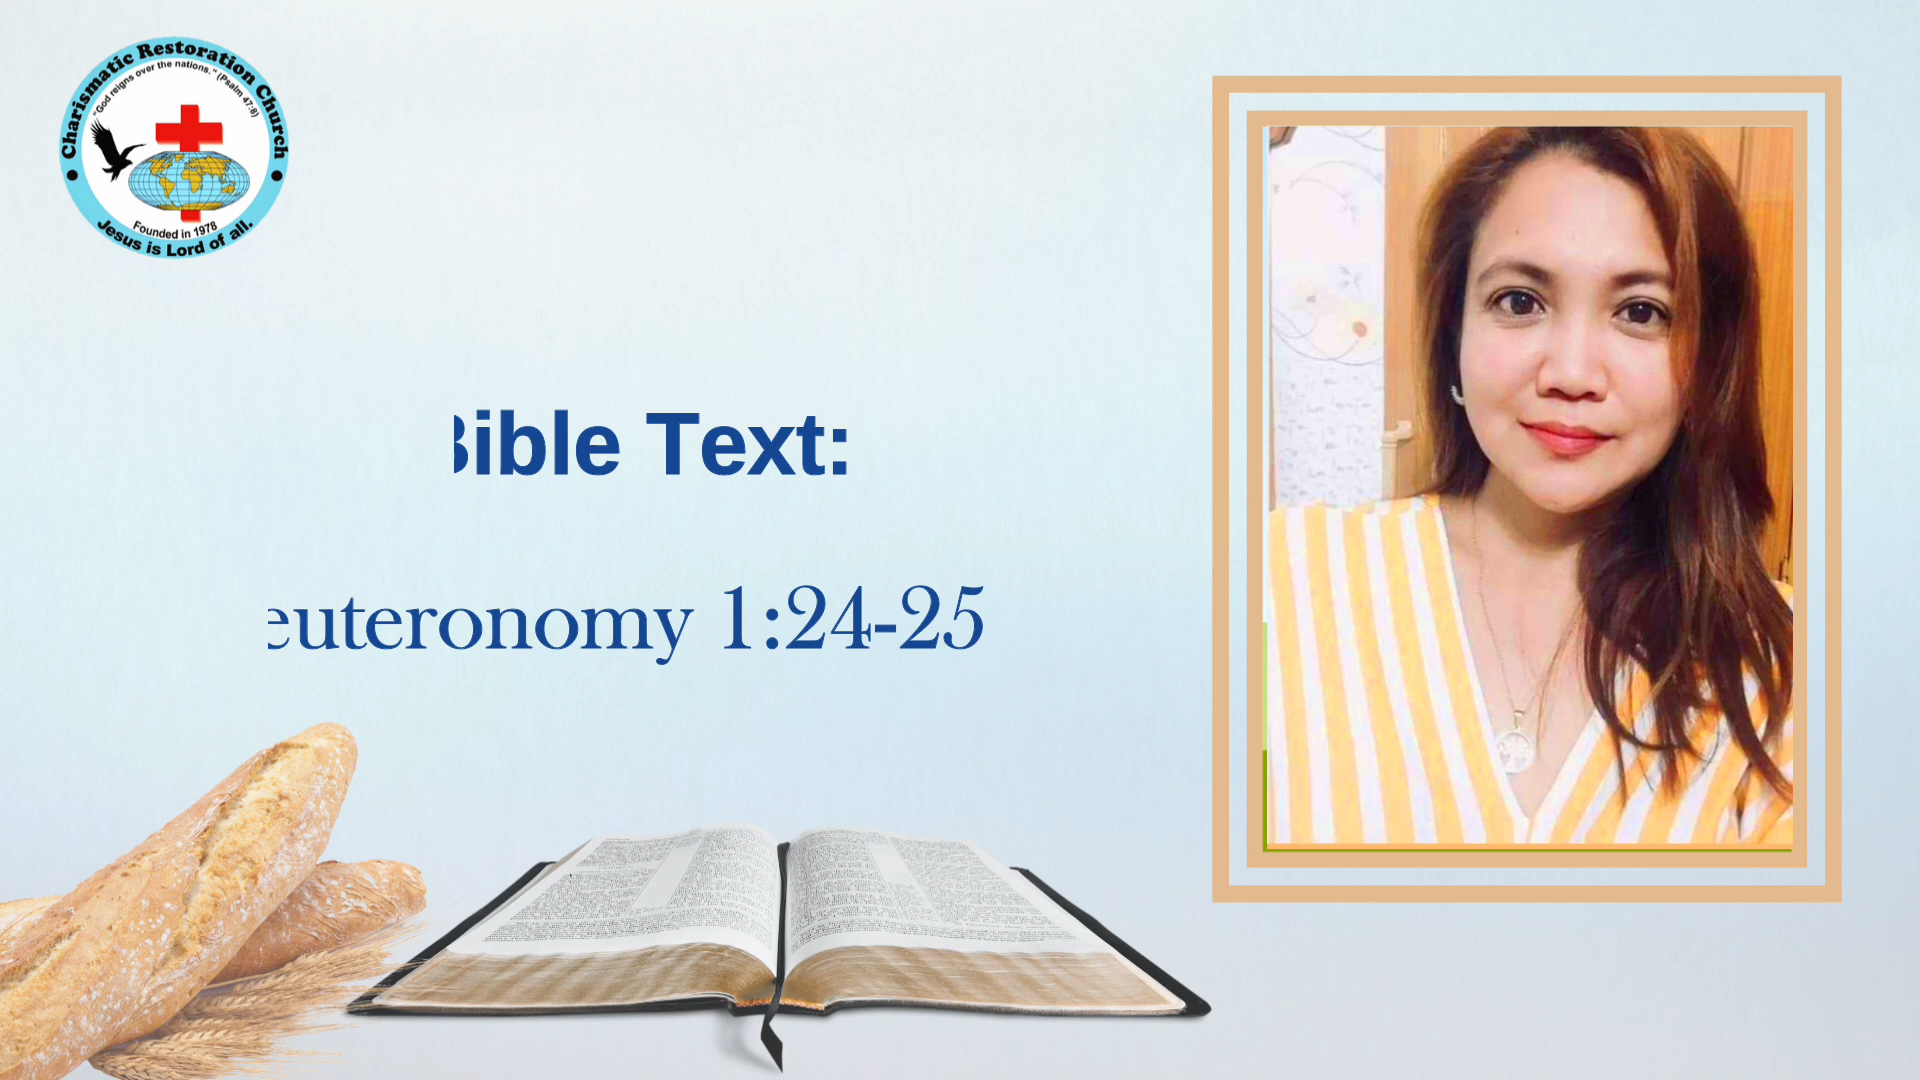 Charismatic Restoration Church
"God reigns over the nations." (Psalm 47:8)
Founded in 1978
Jesus is Lord of all.
Bible Text:
euteronomy 1:24-25